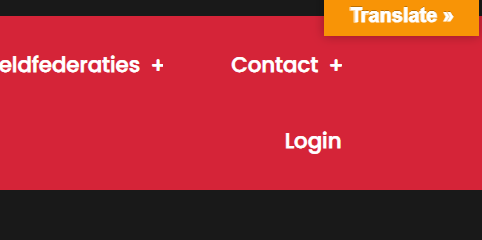 Translate »
eldfederaties +
Contact +
Login